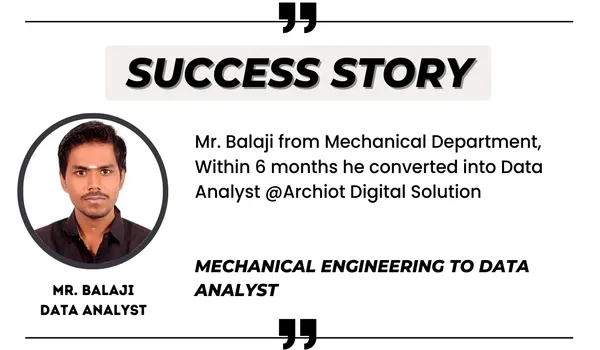 SUCCESS STORY
Mr. Balaji from Mechanical Department,
Within 6 months he converted into Data
Analyst @Archiot Digital Solution
MECHANICAL ENGINEERING TO DATA
ANALYST
MR. BALAJI
DATA ANALYST